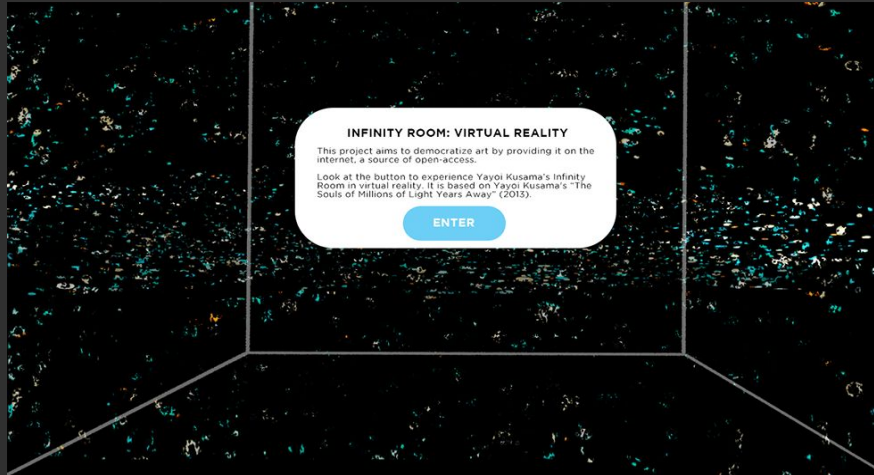 INFINITY ROOM: VIRTUAL REALITY
This project aims to democratize art by providing it on the
internet, a source of open-access.
Look at the button to experience Yayoi Kusama's Infinity
Room in virtual reality. It is based on Yayoi Kusama's "The
Souls of Millions of Light Years Away" (2013).
ENTER